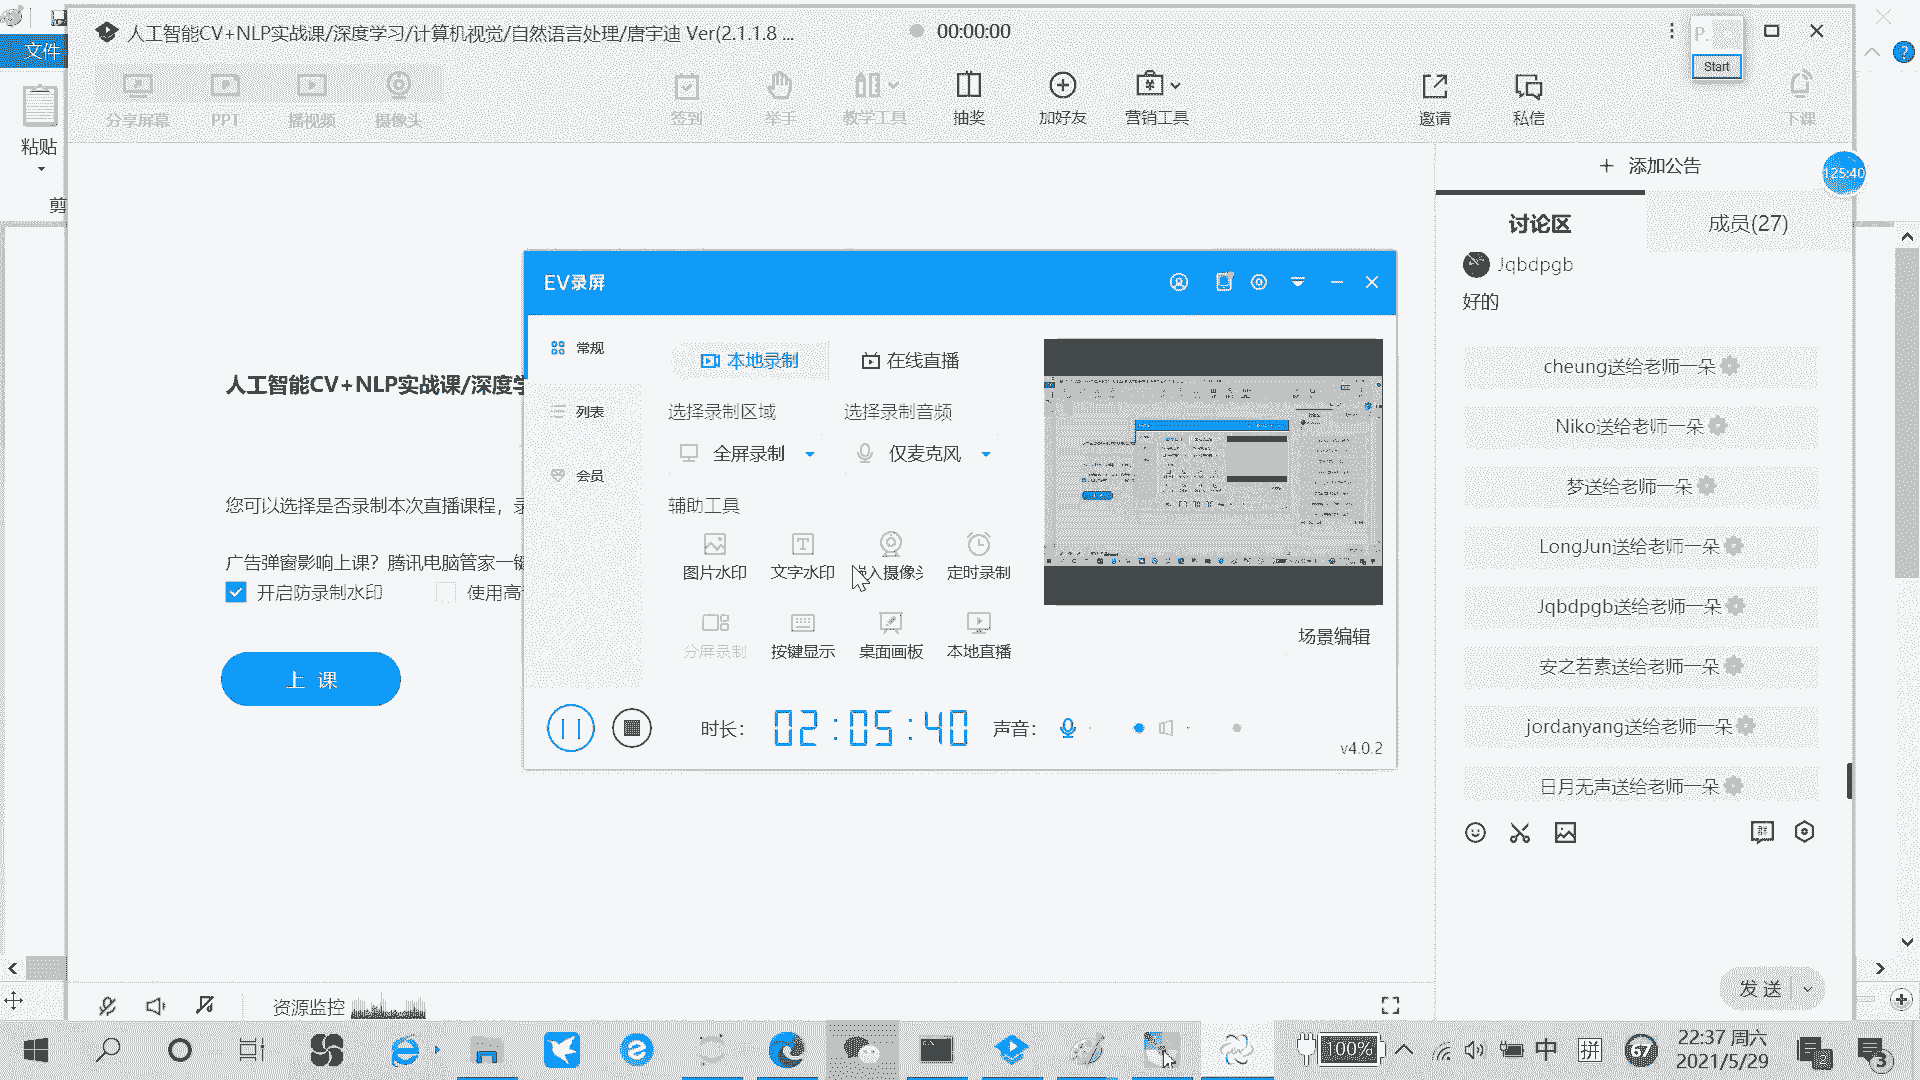 人工智能CV+NLP实战课/深度学习/计算机视觉/自然语言处理/唐宇迪 Ver(2.1.1.8 ...
00:00:00
P..
Start
文件
分享屏幕
PPT
播视频
摄像头
签到
举手
教学工具
抽奖
加好友
营销工具
邀请
私信
下课
粘贴
剪
添加公告
125:40
讨论区
成员(27)
Jqbdpgb
好的
cheung送给老师一朵
Niko送给老师一朵
梦送给老师一朵
LongJun送给老师一朵
Jqbdpgb送给老师一朵
安之若素送给老师一朵
jordanyang送给老师一朵
日月无声送给老师一朵
发送
人工智能CV+NLP实战课/深度学
您可以选择是否录制本次直播课程，录
广告弹窗影响上课？腾讯电脑管家一键
开启防录制水印
使用高
上 课
EV录屏
常规
列表
会员
本地录制
在线直播
选择录制区域
选择录制音频
全屏录制
仅麦克风
辅助工具
图片水印
文字水印
嵌入摄像头
定时录制
分屏录制
按键显示
桌面画板
本地直播
场景编辑
时长：
02:05:40
声音：
v4.0.2
资源监控
100%
中
拼
67
22:37 周六
2021/5/29
2
3